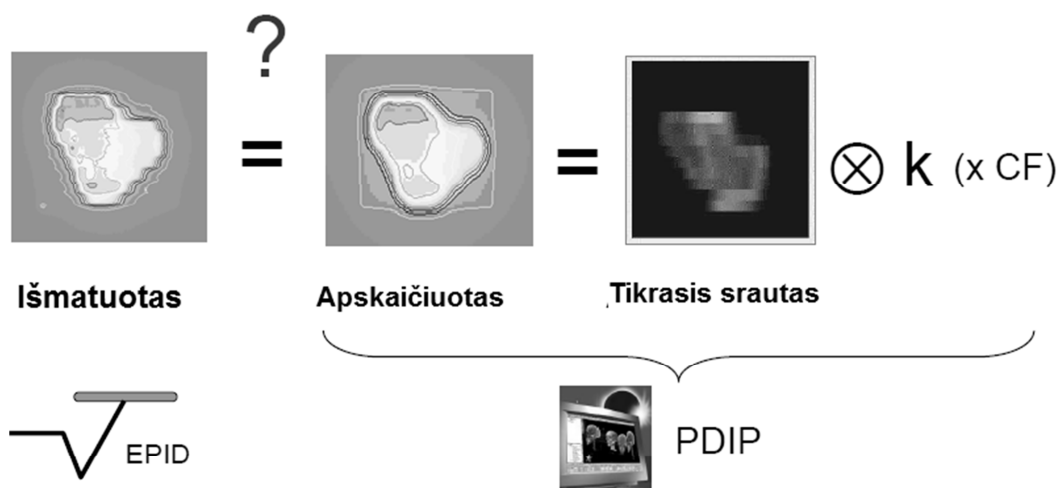 ?
= =
⊗ k (x CF)
Išmatuotas
Apskaičiuotas
Tikrasis srautas
EPID
PDIP